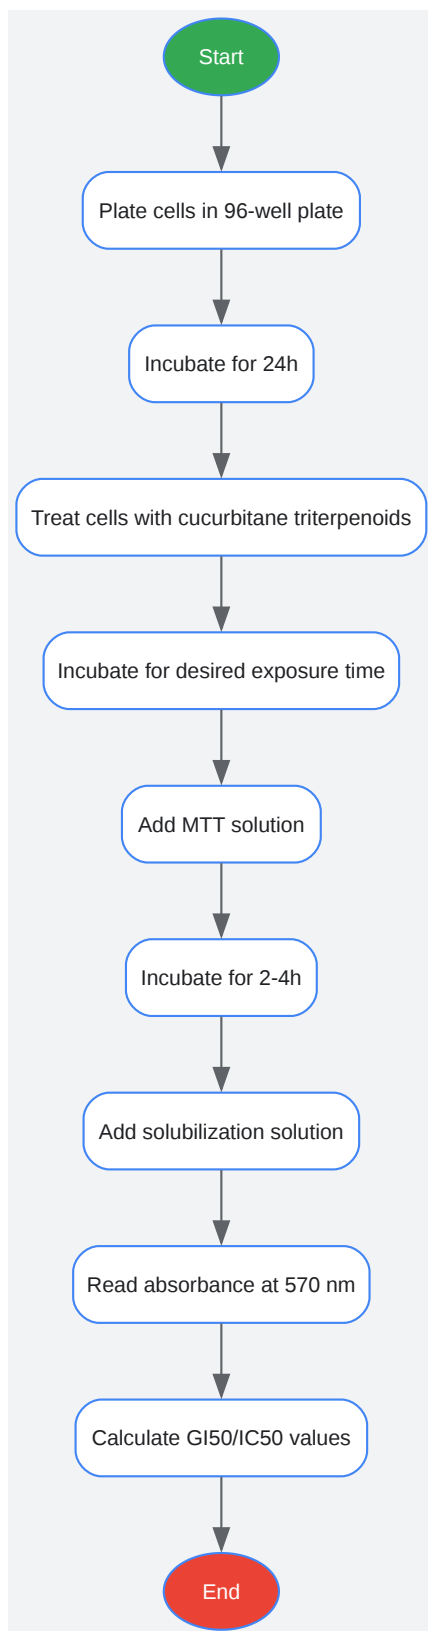 Start
Plate cells in 96-well plate
Incubate for 24h
Treat cells with cucurbitane triterpenoids
Incubate for desired exposure time
Add MTT solution
Incubate for 2-4h
Add solubilization solution
Read absorbance at 570 nm
Calculate GI50/IC50 values
End